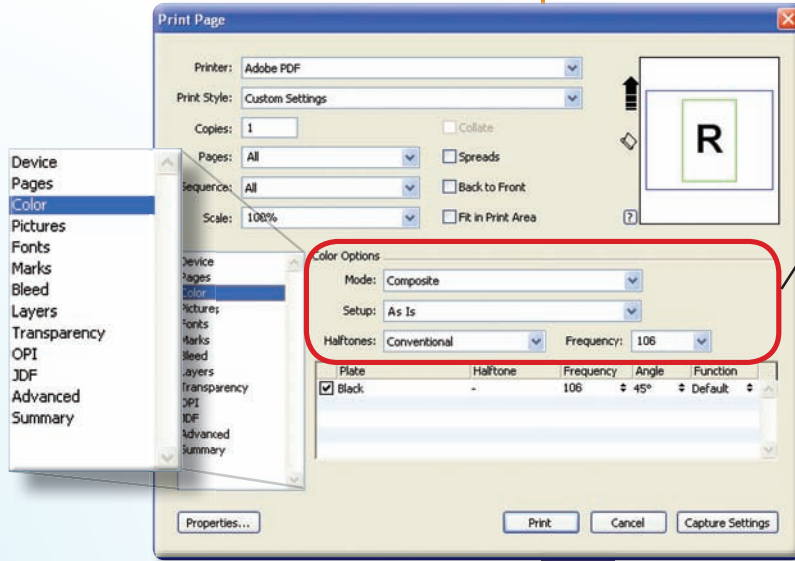 Print Page
Printer: Adobe PDF
Print Style: Custom Settings
Copies: 1 Collate
Pages: All Spreads
Sequence: All Back to Front
Scale: 100% Fit in Print Area
R
?
Device
Pages
Color
Pictures
Fonts
Marks
Bleed
Layers
Transparency
OPI
JDF
Advanced
Summary
Device
Pages
Color
Pictures
Fonts
Marks
Bleed
Layers
Transparency
OPI
JDF
Advanced
Summary
Color Options
Mode: Composite
Setup: As Is
Halftones: Conventional Frequency: 106
Plate Halftone Frequency Angle Function
Black - 106 45° Default
Properties... Print Cancel Capture Settings